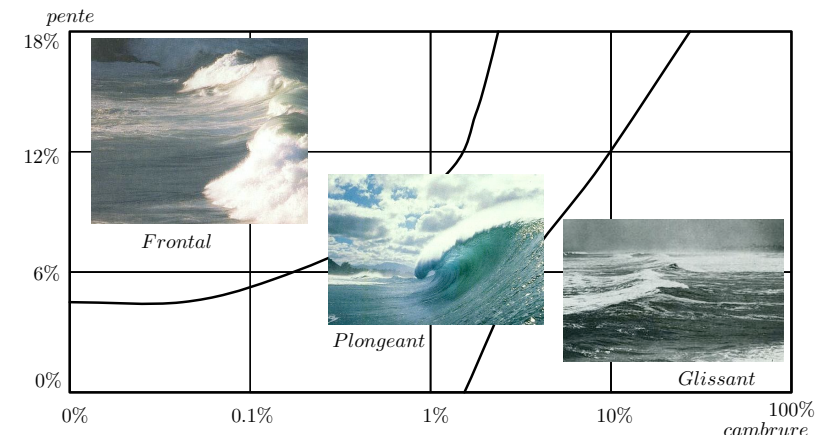 pente
18%
12%
6%
0%
Frontal
Plongeant
Glissant
0%
0.1%
1%
10%
100%
cambrure